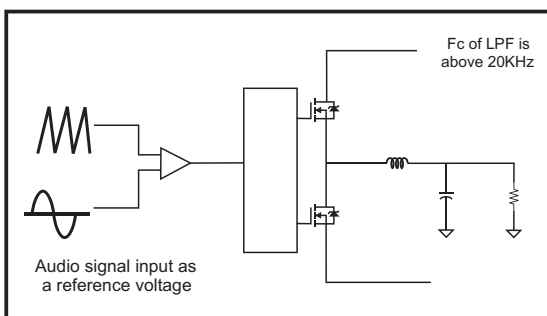 Fc of LPF is
above 20KHz
Audio signal input as
a reference voltage